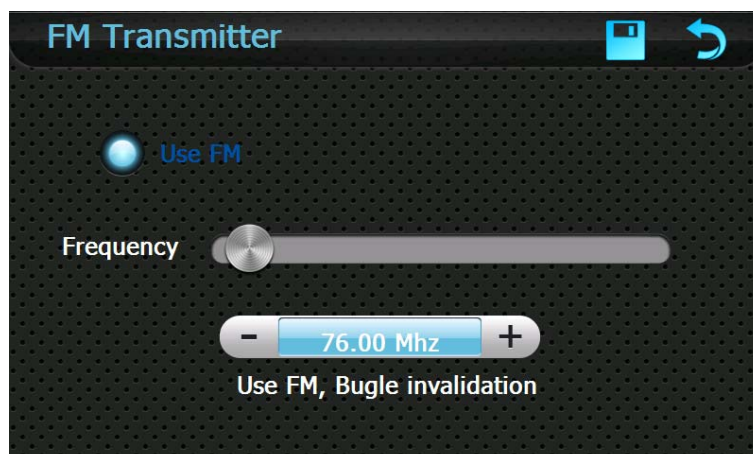 FM Transmitter
Use FM
Frequency
- 76.00 Mhz +
Use FM, Bugle invalidation